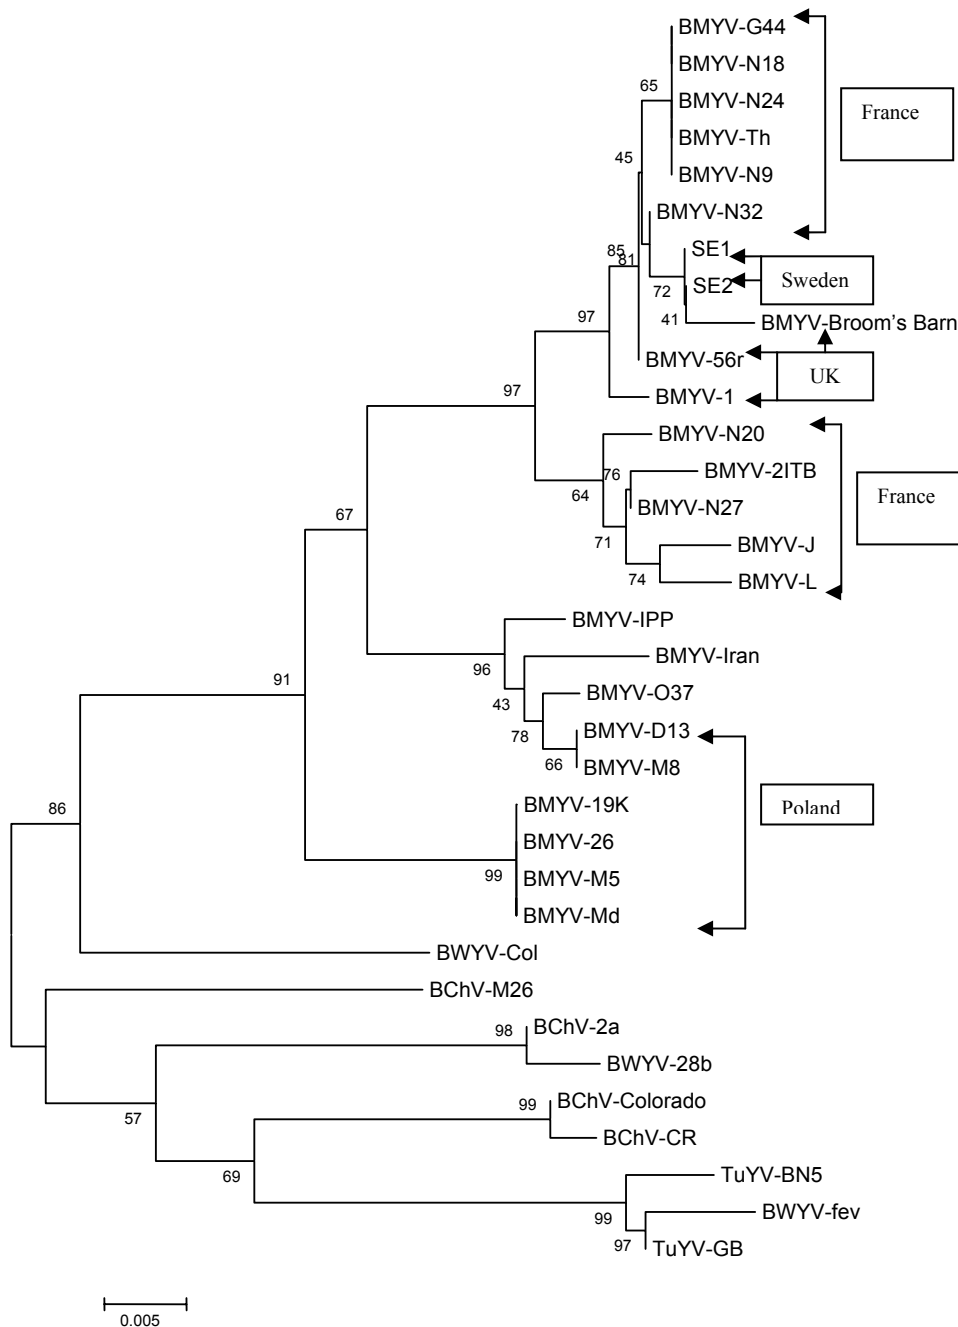 BMYV-G44
BMYV-N18
65
BMYV-N24
France
BMYV-Th
45
BMYV-N9
BMYV-N32
85
81
SE1
72
SE2
Sweden
41
BMYV-Broom's Barn
97
BMYV-56r
UK
97
BMYV-1
BMYV-N20
76
BMYV-2ITB
64
BMYV-N27
France
67
71
BMYV-J
74
BMYV-L
BMYV-IPP
96
BMYV-Iran
91
43
BMYV-O37
78
BMYV-D13
66
BMYV-M8
86
BMYV-19K
Poland
BMYV-26
99
BMYV-M5
BMYV-Md
BWYV-Col
BChV-M26
98
BChV-2a
BWYV-28b
57
99
BChV-Colorado
BChV-CR
69
TuYV-BN5
99
BWYV-fev
97
TuYV-GB
0.005